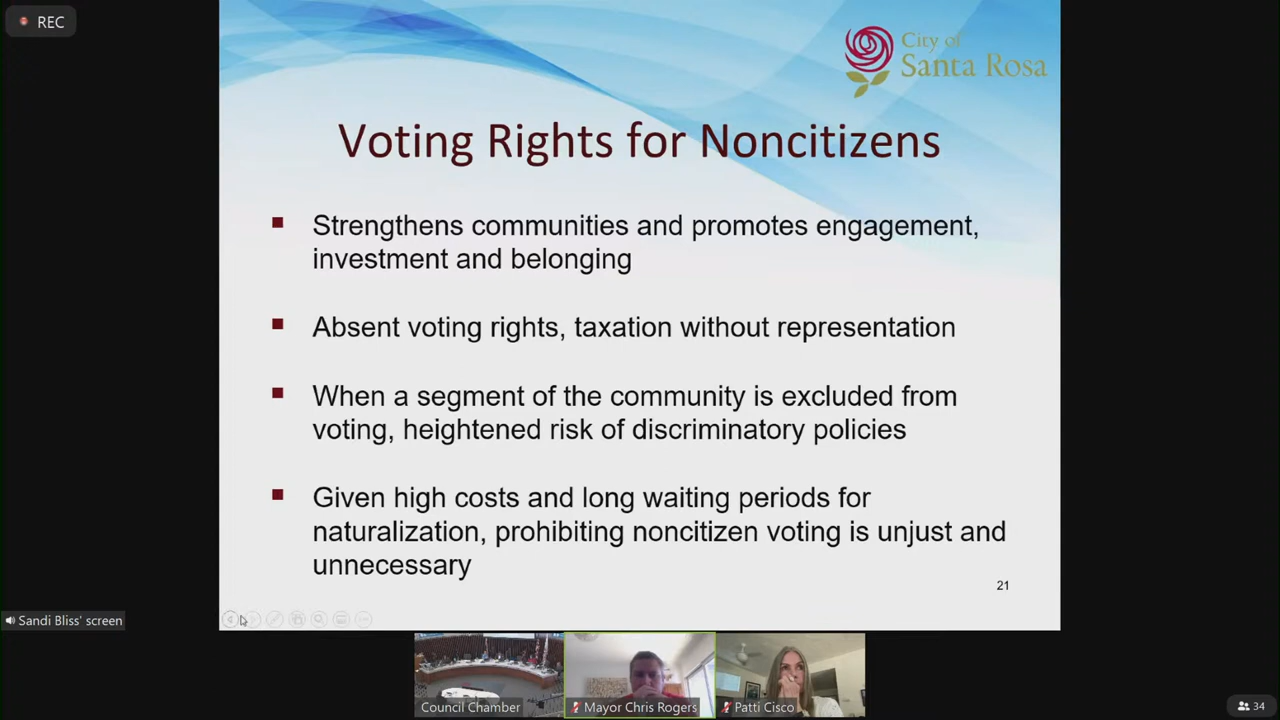 REC
City of
Santa Rosa
Voting Rights for Noncitizens
Strengthens communities and promotes engagement,
investment and belonging
Absent voting rights, taxation without representation
When a segment of the community is excluded from
voting, heightened risk of discriminatory policies
Given high costs and long waiting periods for
naturalization, prohibiting noncitizen voting is unjust and
unnecessary
21
Sandi Bliss' screen
Council Chamber
Mayor Chris Rogers
Patti Cisco
34